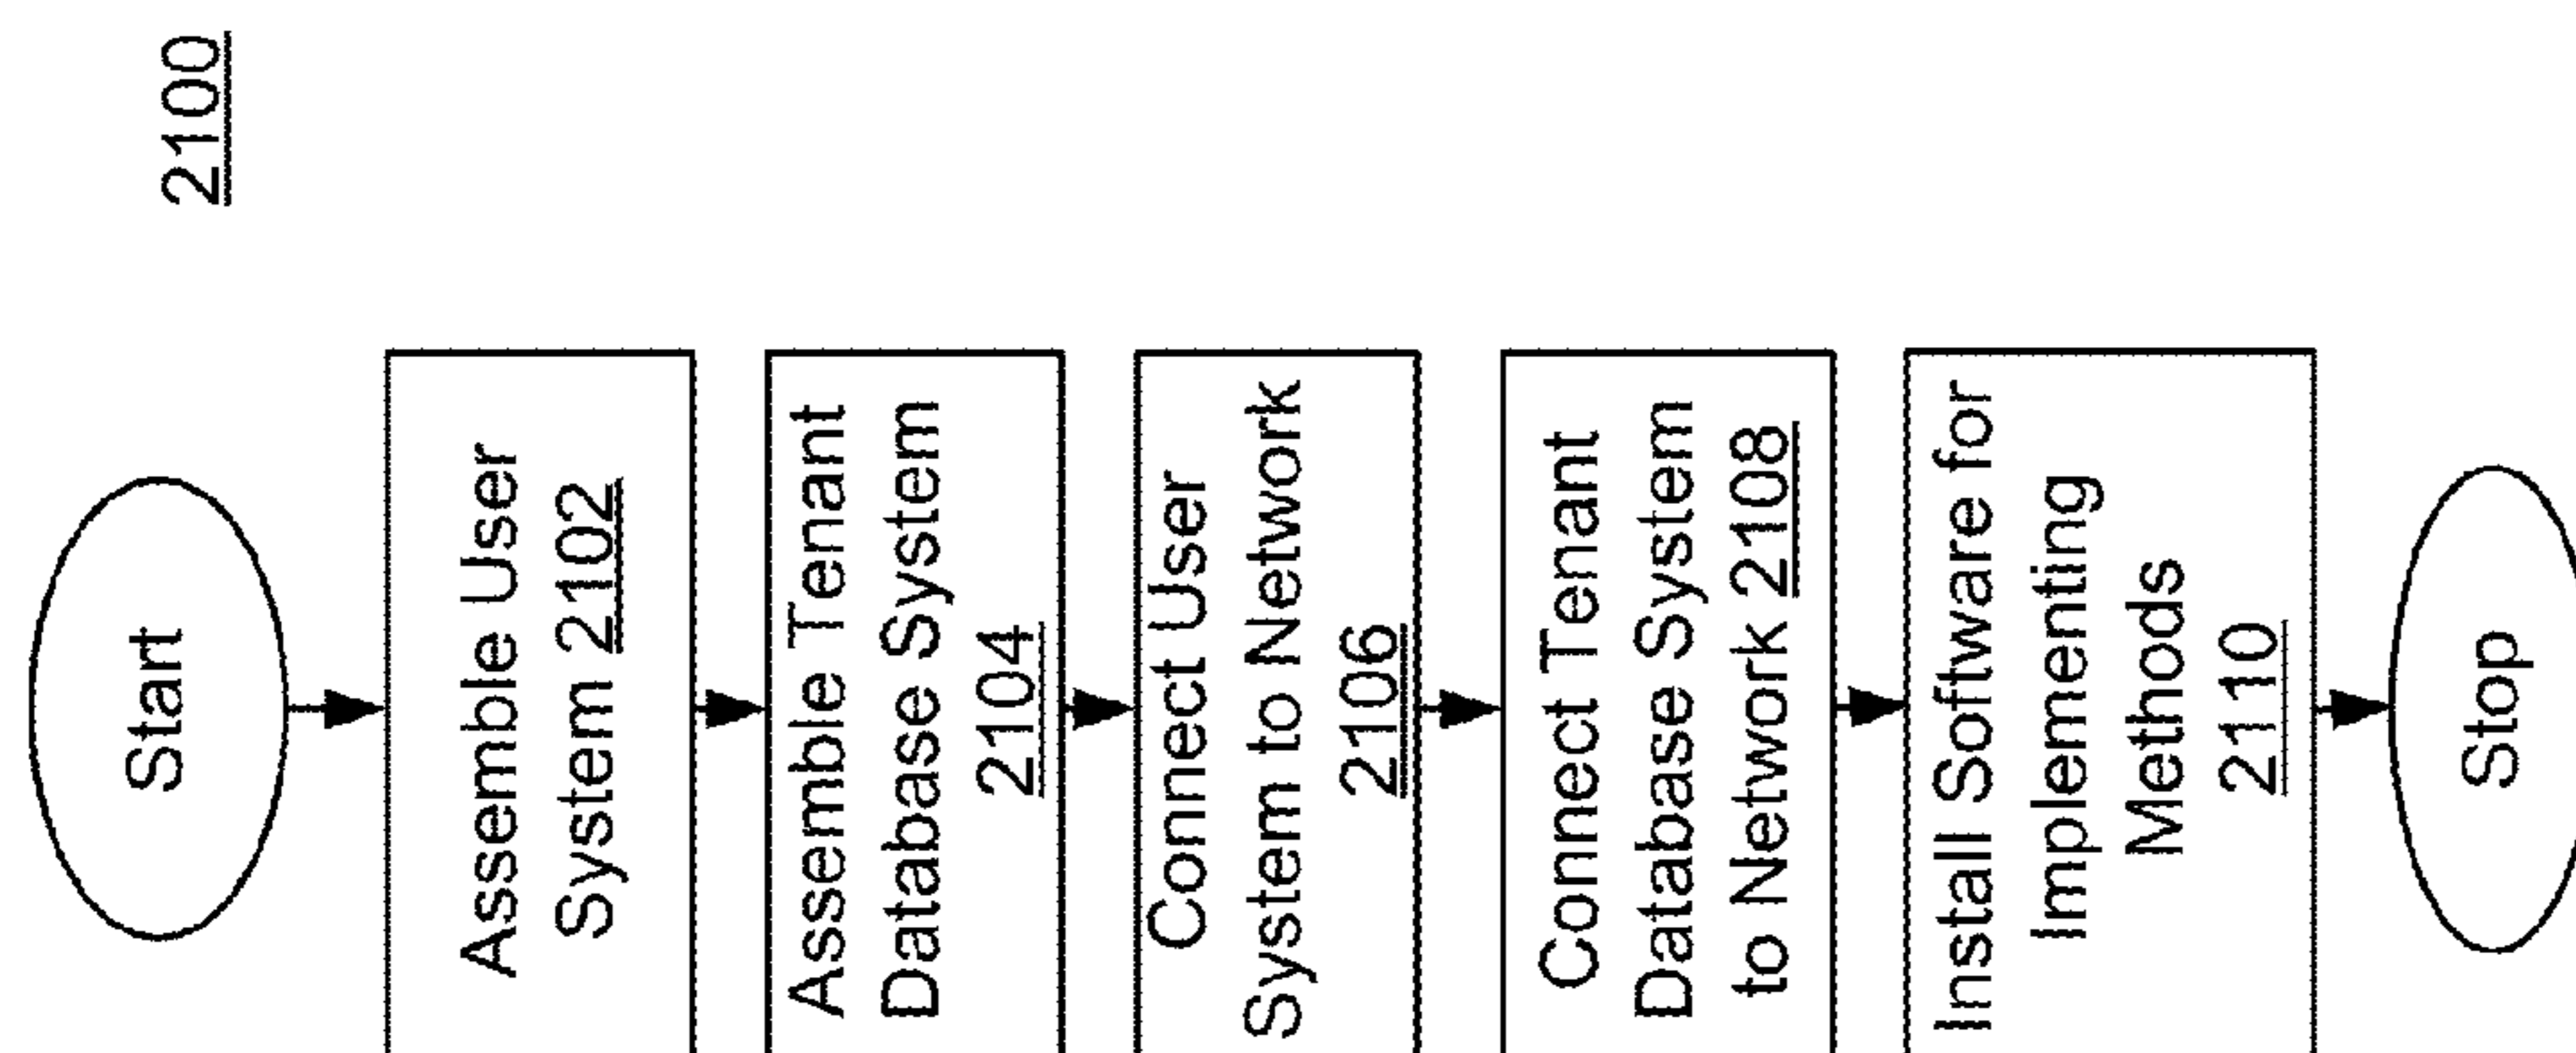 2100
Start
Assemble User
System 2102
Assemble Tenant
Database System
2104
Connect User
System to Network
2106
Connect Tenant
Database System
to Network 2108
Install Software for
Implementing
Methods
2110
Stop